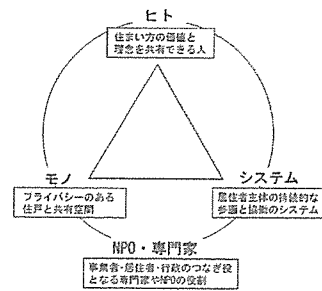 ヒト
住まい方の価値と
理念を共有できる人
モノ
プライバシーのある
住戸と共有空間
システム
居住者主体の持続的な
参画と協働のシステム
NPO・専門家
事業者・居住者・行政のつなぎ役
となる専門家やNPOの役割